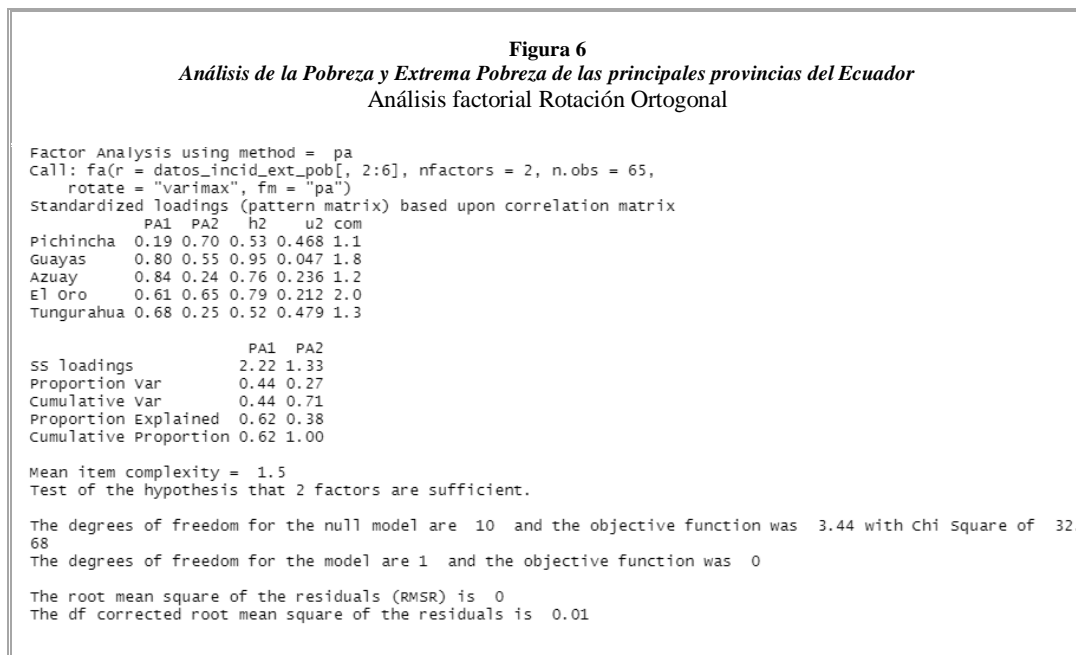 Figura 6
Análisis de la Pobreza y Extrema Pobreza de las principales provincias del Ecuador
Análisis factorial Rotación Ortogonal
Factor Analysis using method =  pa
Call: fa(r = datos_incid_ext_pob[, 2:6], nfactors = 2, n.obs = 65,
    rotate = "varimax", fm = "pa")
Standardized loadings (pattern matrix) based upon correlation matrix
PA1 PA2 h2 u2 com
Pichincha 0.19 0.70 0.53 0.468 1.1
Guayas 0.80 0.55 0.95 0.047 1.8
Azuay 0.84 0.24 0.76 0.236 1.2
El Oro 0.61 0.65 0.79 0.212 2.0
Tungurahua 0.68 0.25 0.52 0.479 1.3
PA1 PA2
SS loadings 2.22 1.33
Proportion Var 0.44 0.27
Cumulative Var 0.44 0.71
Proportion Explained 0.62 0.38
Cumulative Proportion 0.62 1.00
Mean item complexity =  1.5
Test of the hypothesis that 2 factors are sufficient.
The degrees of freedom for the null model are  10  and the objective function was  3.44 with Chi Square of  32.
68
The degrees of freedom for the model are 1  and the objective function was  0
The root mean square of the residuals (RMSR) is  0
The df corrected root mean square of the residuals is  0.01